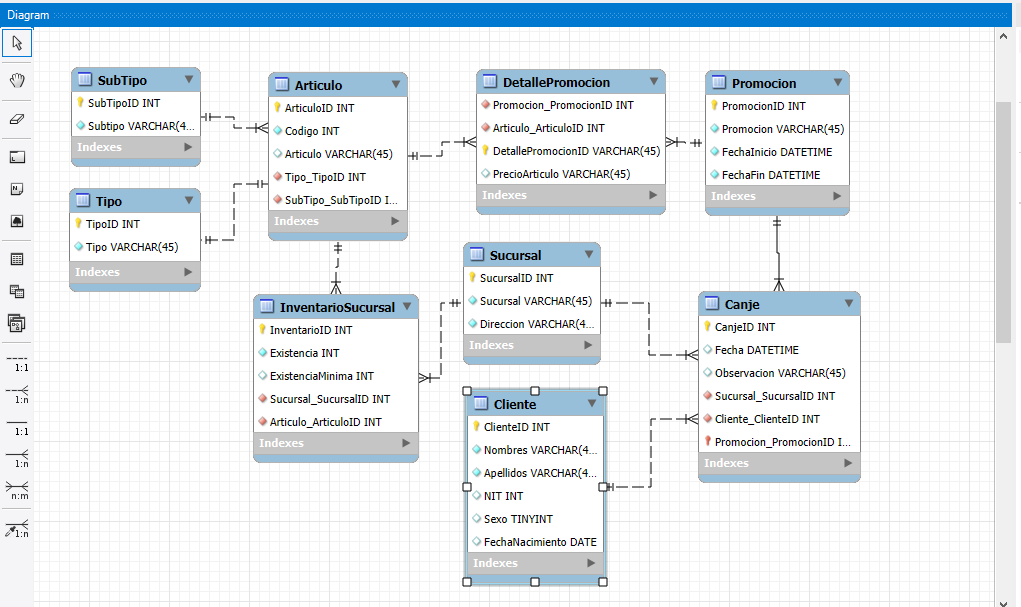 Diagram
SubTipo
SubTipoID INT
Subtipo VARCHAR(4...
Indexes
Tipo
TipoID INT
Tipo VARCHAR(45)
Indexes
Articulo
ArticuloID INT
Codigo INT
Articulo VARCHAR(45)
Tipo_TipoID INT
SubTipo_SubTipoID I...
Indexes
DetallePromocion
Promocion_PromocionID INT
Articulo_ArticuloID INT
DetallePromocionID VARCHAR(45)
PrecioArticulo VARCHAR(45)
Indexes
Promocion
PromocionID INT
Promocion VARCHAR(45)
FechaInicio DATETIME
FechaFin DATETIME
Indexes
InventarioSucursal
InventarioID INT
Existencia INT
ExistenciaMinima INT
Sucursal_SucursalID INT
Articulo_ArticuloID INT
Indexes
Sucursal
SucursalID INT
Sucursal VARCHAR(45)
Direccion VARCHAR(4...
Indexes
Cliente
ClienteID INT
Nombres VARCHAR(4...
Apellidos VARCHAR(4...
NIT INT
Sexo TINYINT
FechaNacimiento DATE
Indexes
Canje
CanjeID INT
Fecha DATETIME
Observacion VARCHAR(45)
Sucursal_SucursalID INT
Cliente_ClienteID INT
Promocion_PromocionID I...
Indexes
1:1
1:n
1:1
1:n
n:m
1:n